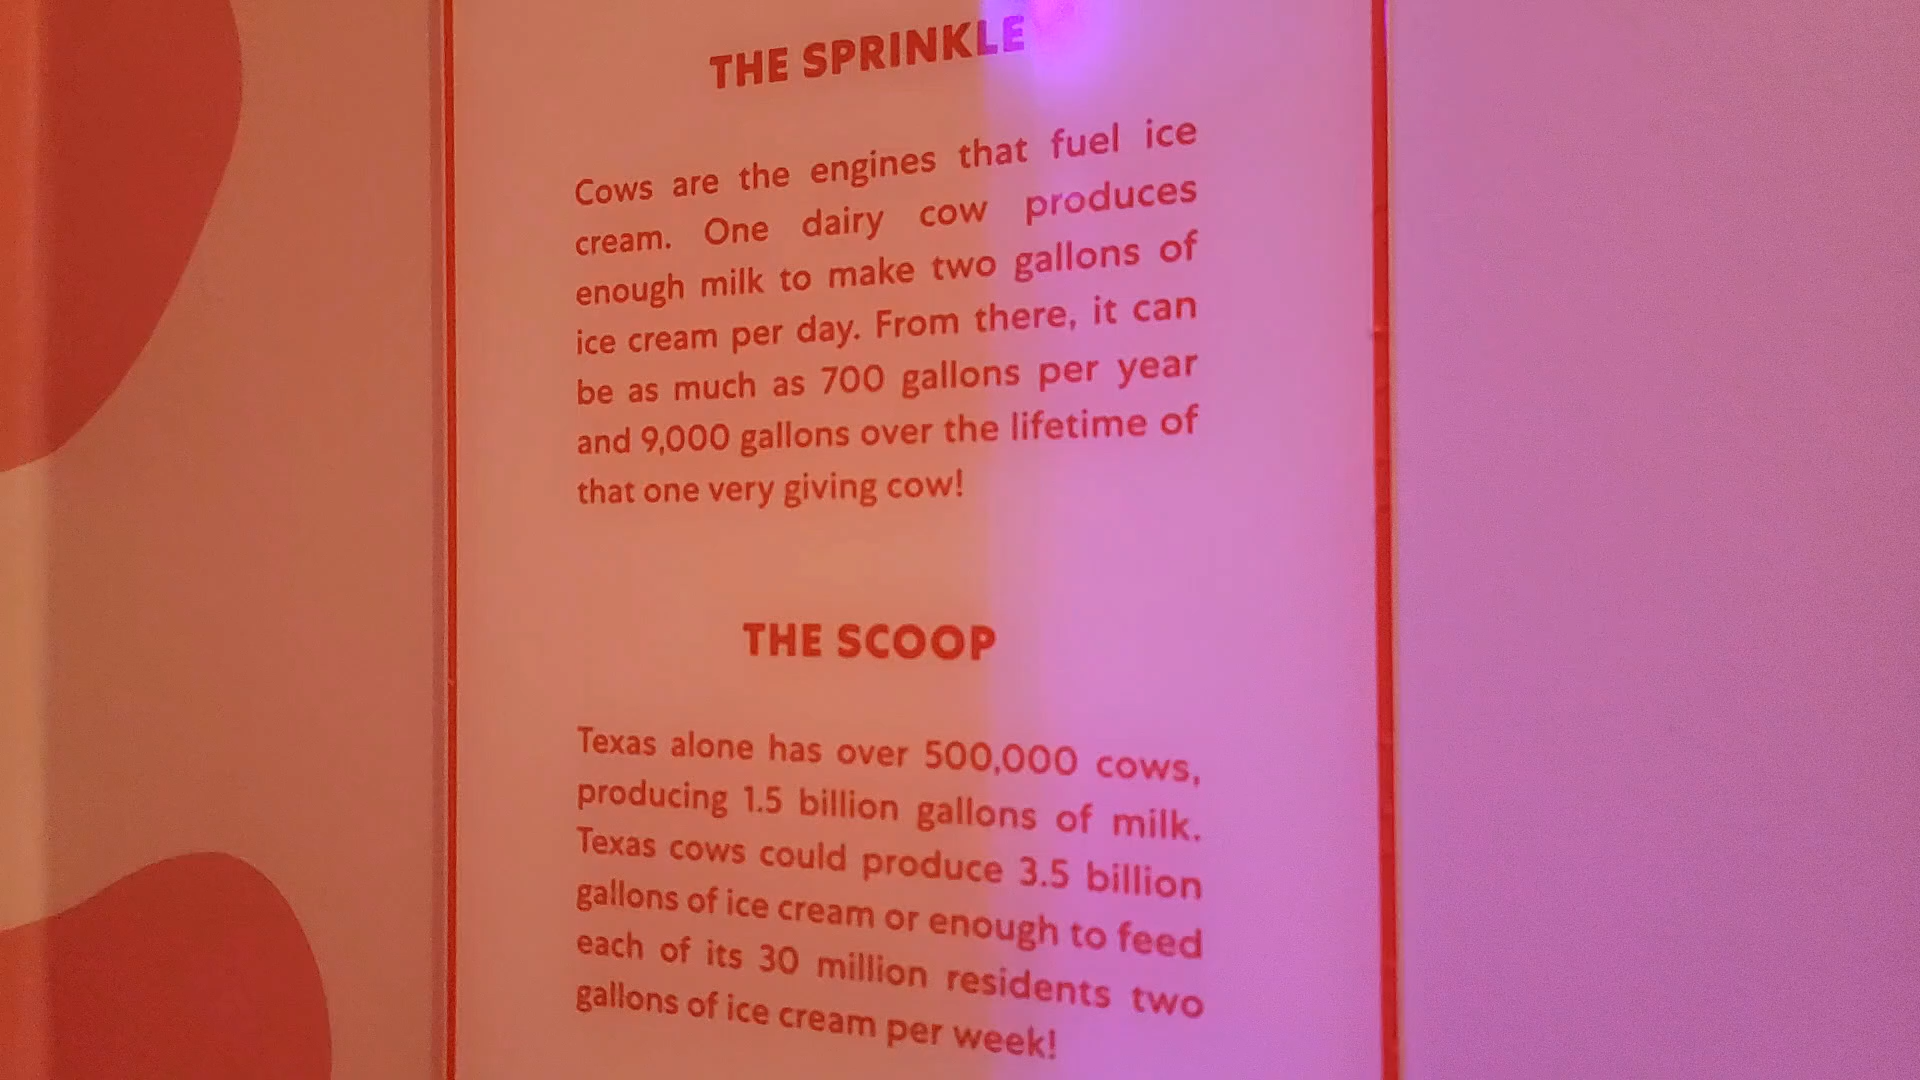 THE SPRINKLE
Cows are the engines that fuel ice
cream. One dairy cow produces
enough milk to make two gallons of
ice cream per day. From there, it can
be as much as 700 gallons per year
and 9,000 gallons over the lifetime of
that one very giving cow!
THE SCOOP
Texas alone has over 500,000 cows,
producing 1.5 billion gallons of milk.
Texas cows could produce 3.5 billion
gallons of ice cream or enough to feed
each of its 30 million residents two
gallons of ice cream per week!